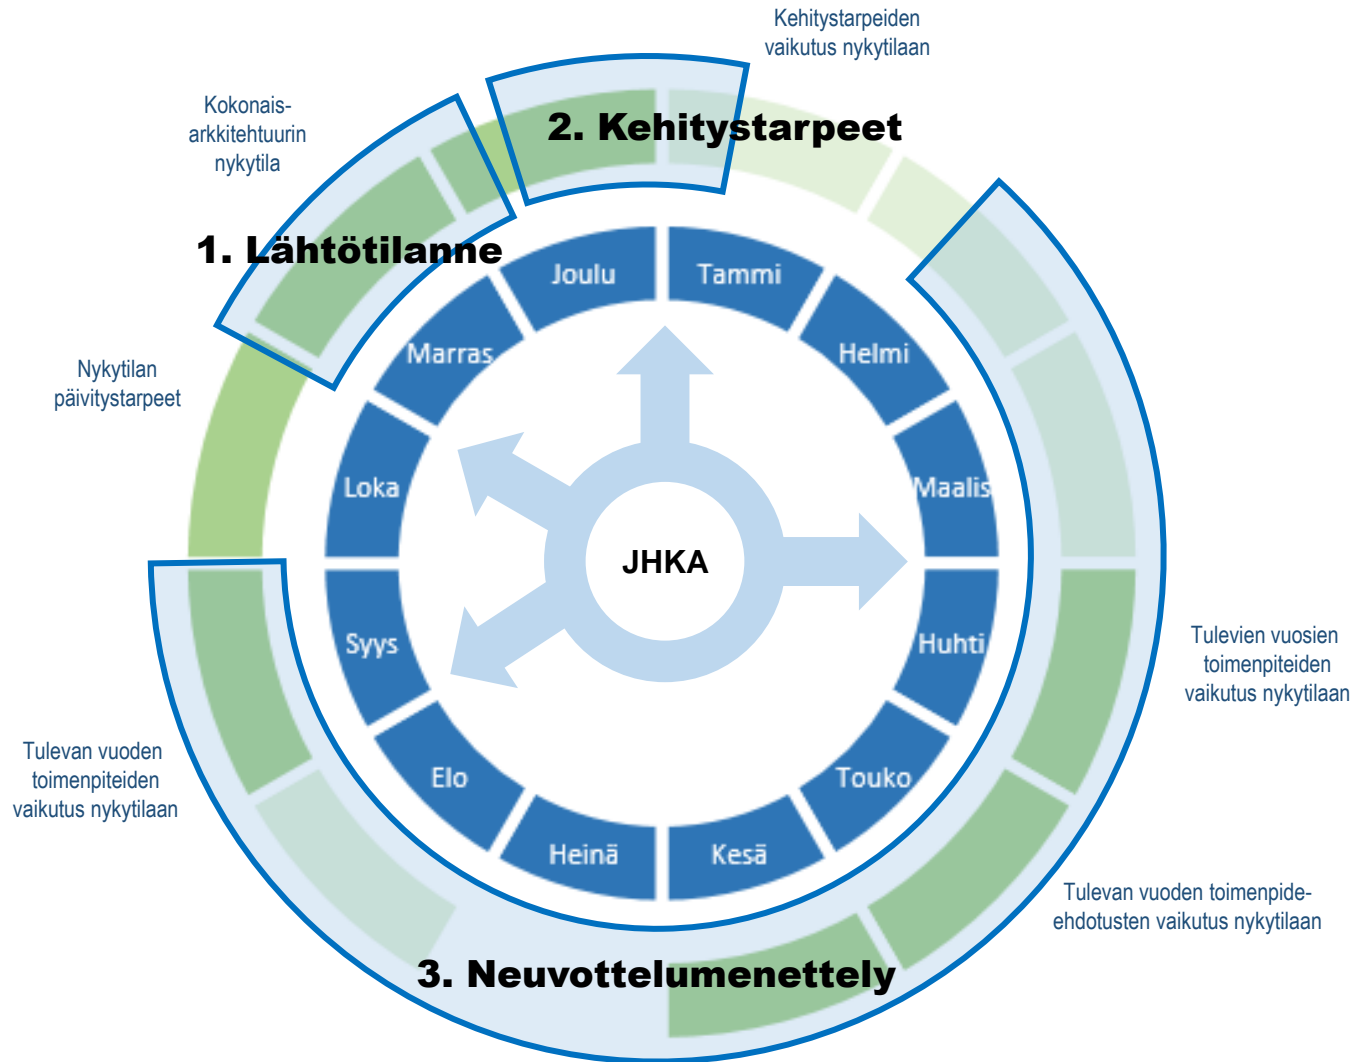 Kehitystarpeiden
vaikutus nykytilaan
Kokonais-
arkkitehtuurin
nykytila
2. Kehitystarpeet
1. Lähtötilanne
Joulu
Tammi
Marras
Helmi
Nykytilan
päivitystarpeet
Loka
Maalis
JHKA
Syys
Huhti
Tulevien vuosien
toimenpiteiden
vaikutus nykytilaan
Tulevan vuoden
toimenpiteiden
vaikutus nykytilaan
Elo
Touko
Heinä
Kesä
Tulevan vuoden toimenpide-
ehdotusten vaikutus nykytilaan
3. Neuvottelumenettely